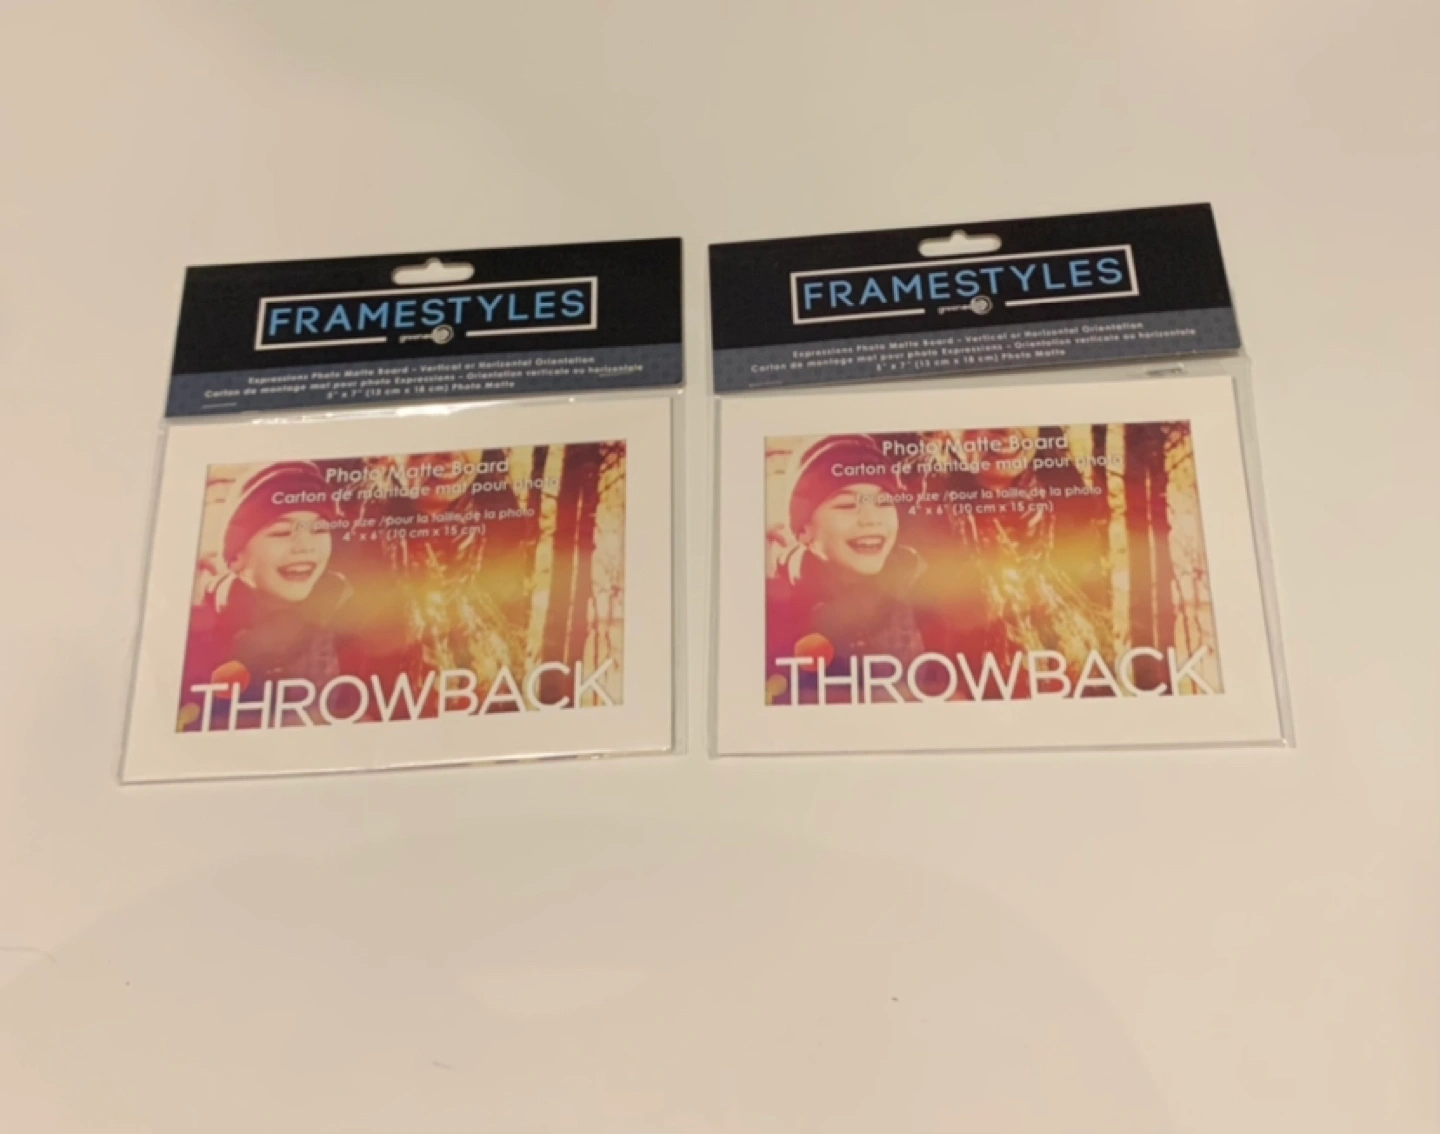 FRAMESTYLES
Expressions Photo Matte Board - Vertical or Horizontal Orientation
Carton de montage mat pour photo Expressions - Orientation verticale ou horizontale
5" x 7" (13 cm x 18 cm) Photo Matte
Photo Matte Board
Carton de montage mat pour photo
for photo size / pour la taille de la photo
4" x 6" (10 cm x 15 cm)
THROWBACK
FRAMESTYLES
Expressions Photo Matte Board - Vertical or Horizontal Orientation
Carton de montage mat pour photo Expressions - Orientation verticale ou horizontale
5" x 7" (13 cm x 18 cm) Photo Matte
Photo Matte Board
Carton de montage mat pour photo
for photo size / pour la taille de la photo
4" x 6" (10 cm x 15 cm)
THROWBACK